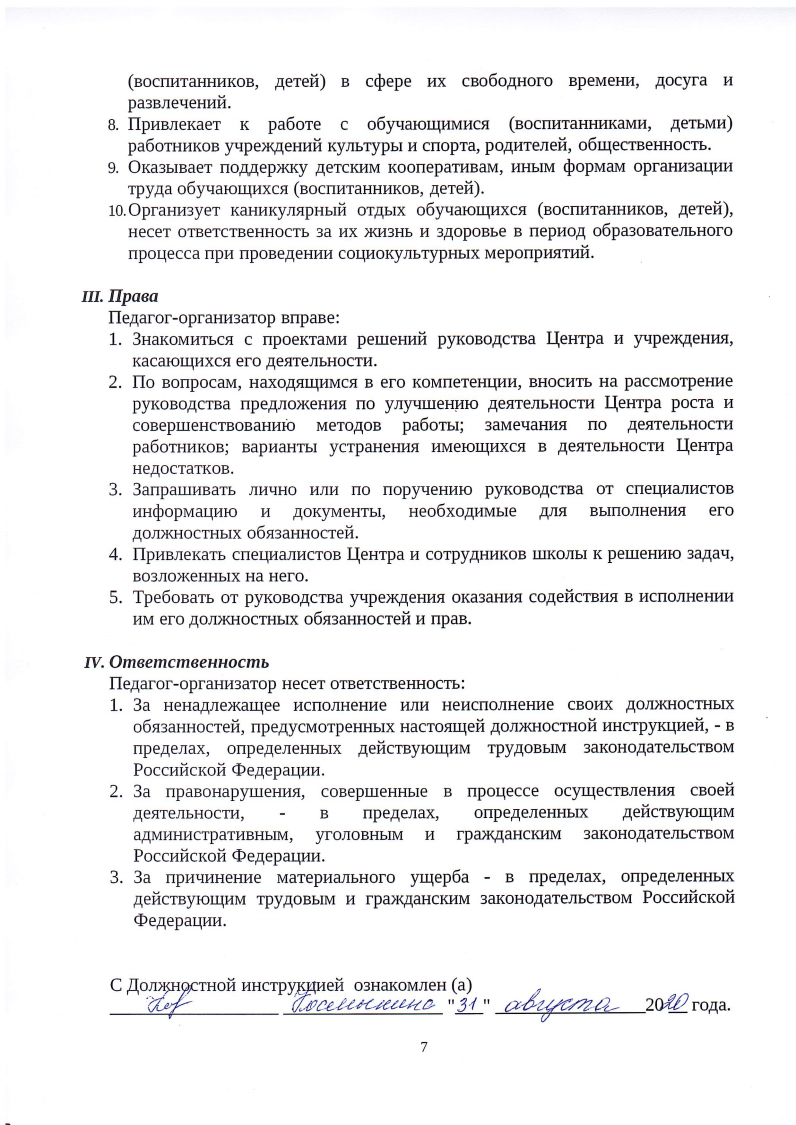 (воспитанников, детей) в сфере их свободного времени, досуга и
развлечений.
8. Привлекает к работе с обучающимися (воспитанниками, детьми)
работников учреждений культуры и спорта, родителей, общественность.
9. Оказывает поддержку детским кооперативам, иным формам организации
труда обучающихся (воспитанников, детей).
10. Организует каникулярный отдых обучающихся (воспитанников, детей),
несет ответственность за их жизнь и здоровье в период образовательного
процесса при проведении социокультурных мероприятий.
III. Права
Педагог-организатор вправе:
1. Знакомиться с проектами решений руководства Центра и учреждения,
касающихся его деятельности.
2. По вопросам, находящимся в его компетенции, вносить на рассмотрение
руководства предложения по улучшению деятельности Центра роста и
совершенствованию методов работы; замечания по деятельности
работников; варианты устранения имеющихся в деятельности Центра
недостатков.
3. Запрашивать лично или по поручению руководства от специалистов
информацию и документы, необходимые для выполнения его
должностных обязанностей.
4. Привлекать специалистов Центра и сотрудников школы к решению задач,
возложенных на него.
5. Требовать от руководства учреждения оказания содействия в исполнении
им его должностных обязанностей и прав.
IV. Ответственность
Педагог-организатор несет ответственность:
1. За ненадлежащее исполнение или неисполнение своих должностных
обязанностей, предусмотренных настоящей должностной инструкцией, - в
пределах, определенных действующим трудовым законодательством
Российской Федерации.
2. За правонарушения, совершенные в процессе осуществления своей
деятельности, - в пределах, определенных действующим
административным, уголовным и гражданским законодательством
Российской Федерации.
3. За причинение материального ущерба - в пределах, определенных
действующим трудовым и гражданским законодательством Российской
Федерации.
С Должностной инструкцией ознакомлен (а)
"31" августа 2020 года.
7